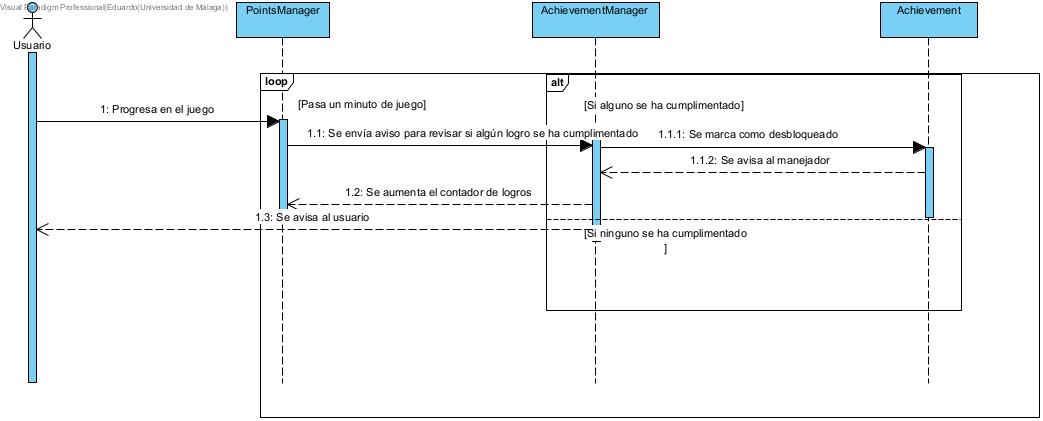 Visual Paradigm Professional(Eduardo(Universidad de Málaga))
Usuario
PointsManager
AchievementManager
Achievement
loop
alt
[Pasa un minuto de juego]
[Si alguno se ha cumplimentado]
1: Progresa en el juego
1.1: Se envía aviso para revisar si algún logro se ha cumplimentado
1.1.1: Se marca como desbloqueado
1.1.2: Se avisa al manejador
1.2: Se aumenta el contador de logros
1.3: Se avisa al usuario
[Si ninguno se ha cumplimentado
]